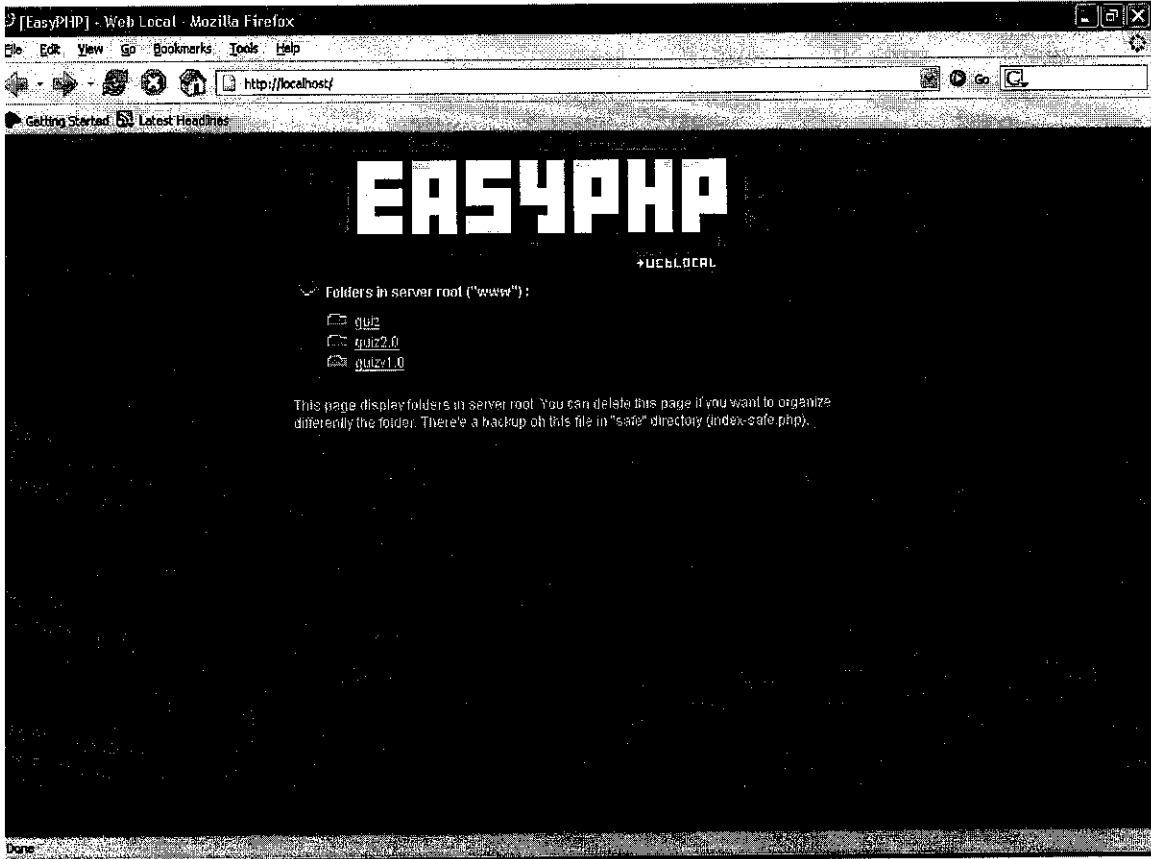 [EasyPHP] - Web Local - Mozilla Firefox
File Edit View Go Bookmarks Tools Help
http://localhost/ Go
Getting Started Latest Headlines
EASYPHP
WEBLOCAL
Folders in server root ("www") :
quiz
quiz2.0
quizv1.0
This page display folders in server root. You can delete this page if you want to organize
differently the folder. There'e a backup oh this file in "safe" directory (index-safe.php).
Done